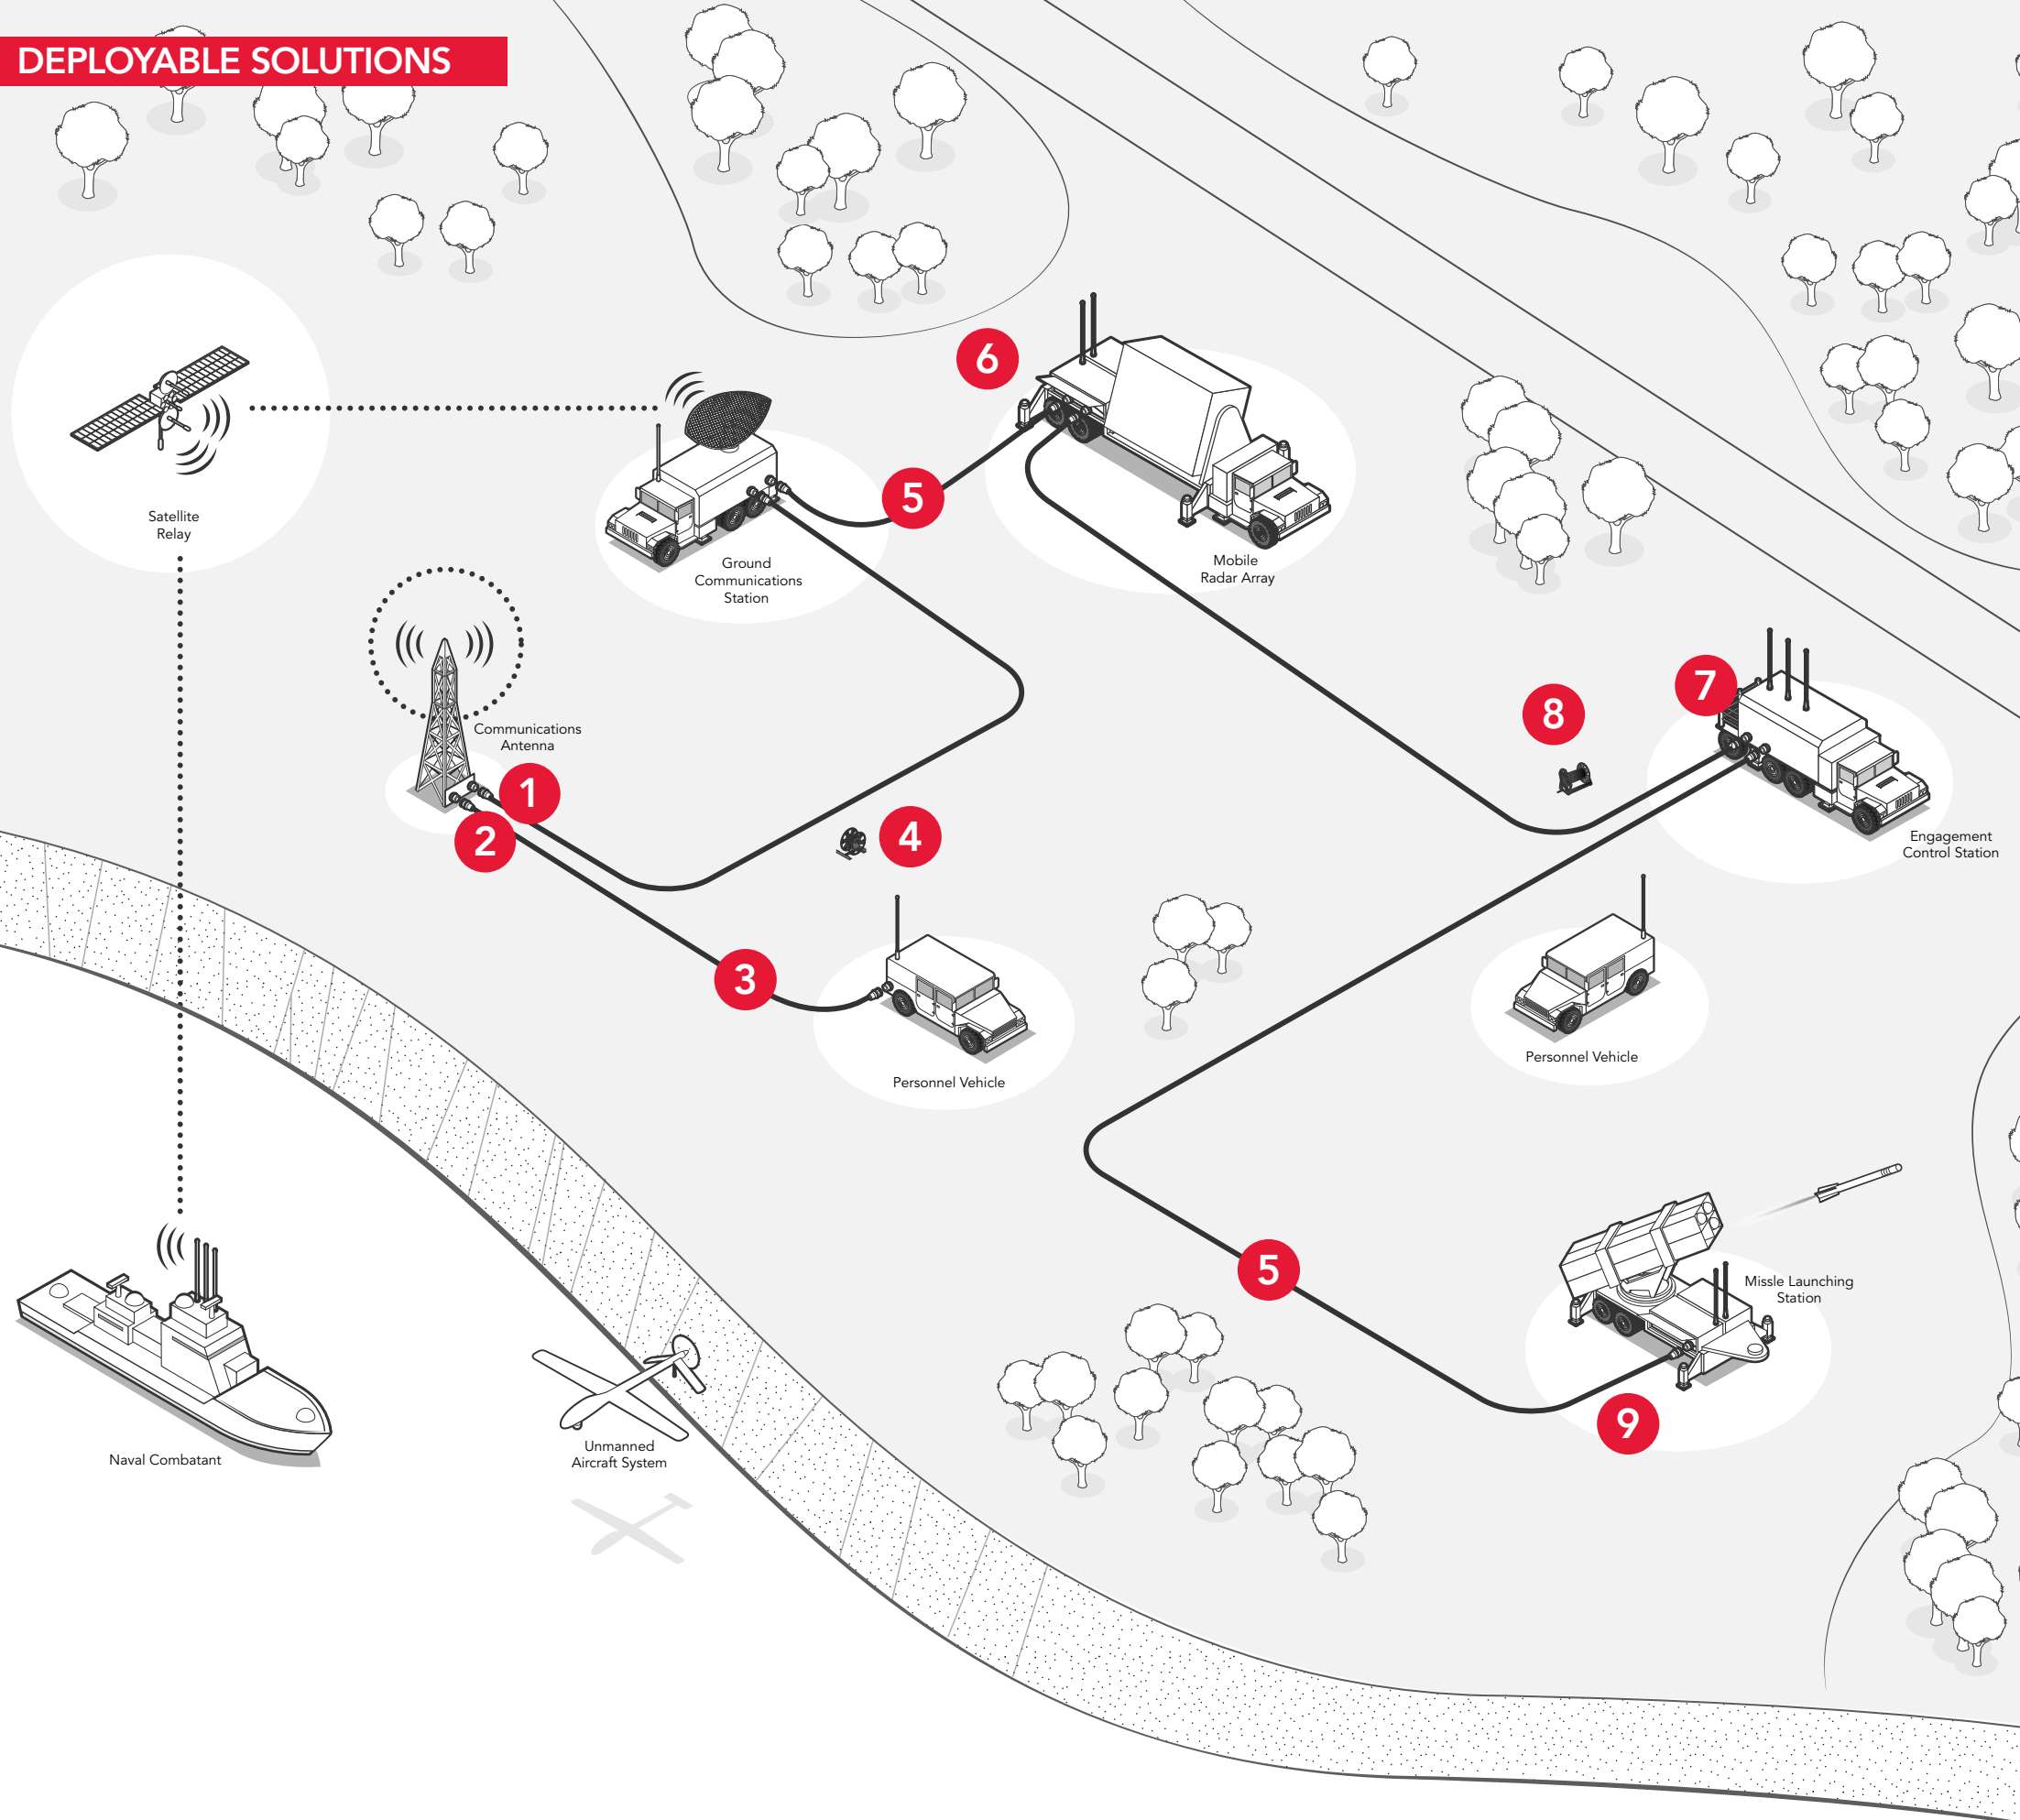 DEPLOYABLE SOLUTIONS
6
5
Satellite
Relay
Ground
Communications
Station
Mobile
Radar Array
7
8
Communications
Antenna
1
2
4
Engagement
Control Station
3
Personnel Vehicle
Personnel Vehicle
5
Missle Launching
Station
9
Naval Combatant
Unmanned
Aircraft System